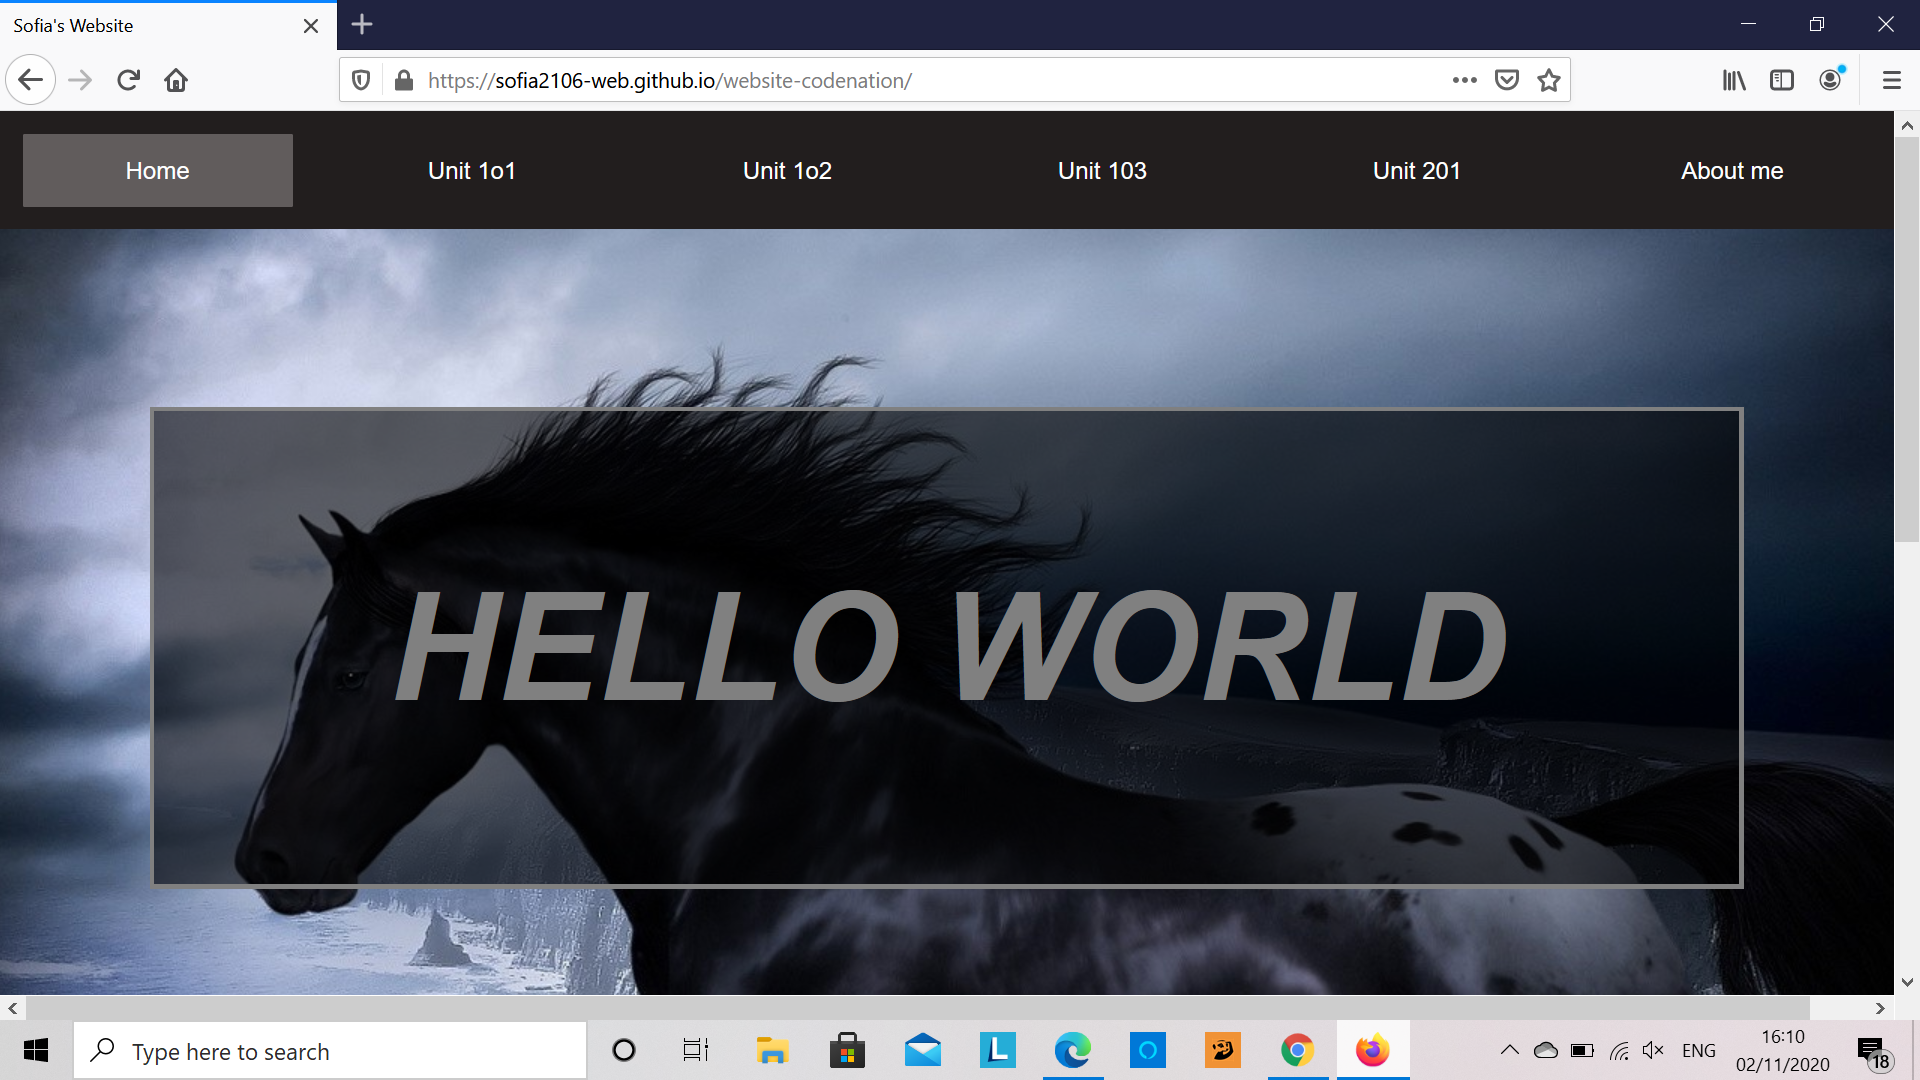 Sofia's Website
https://sofia2106-web.github.io/website-codenation/
Home
Unit 1o1
Unit 1o2
Unit 103
Unit 201
About me
HELLO WORLD
Type here to search
L
ENG
16:10
02/11/2020
18